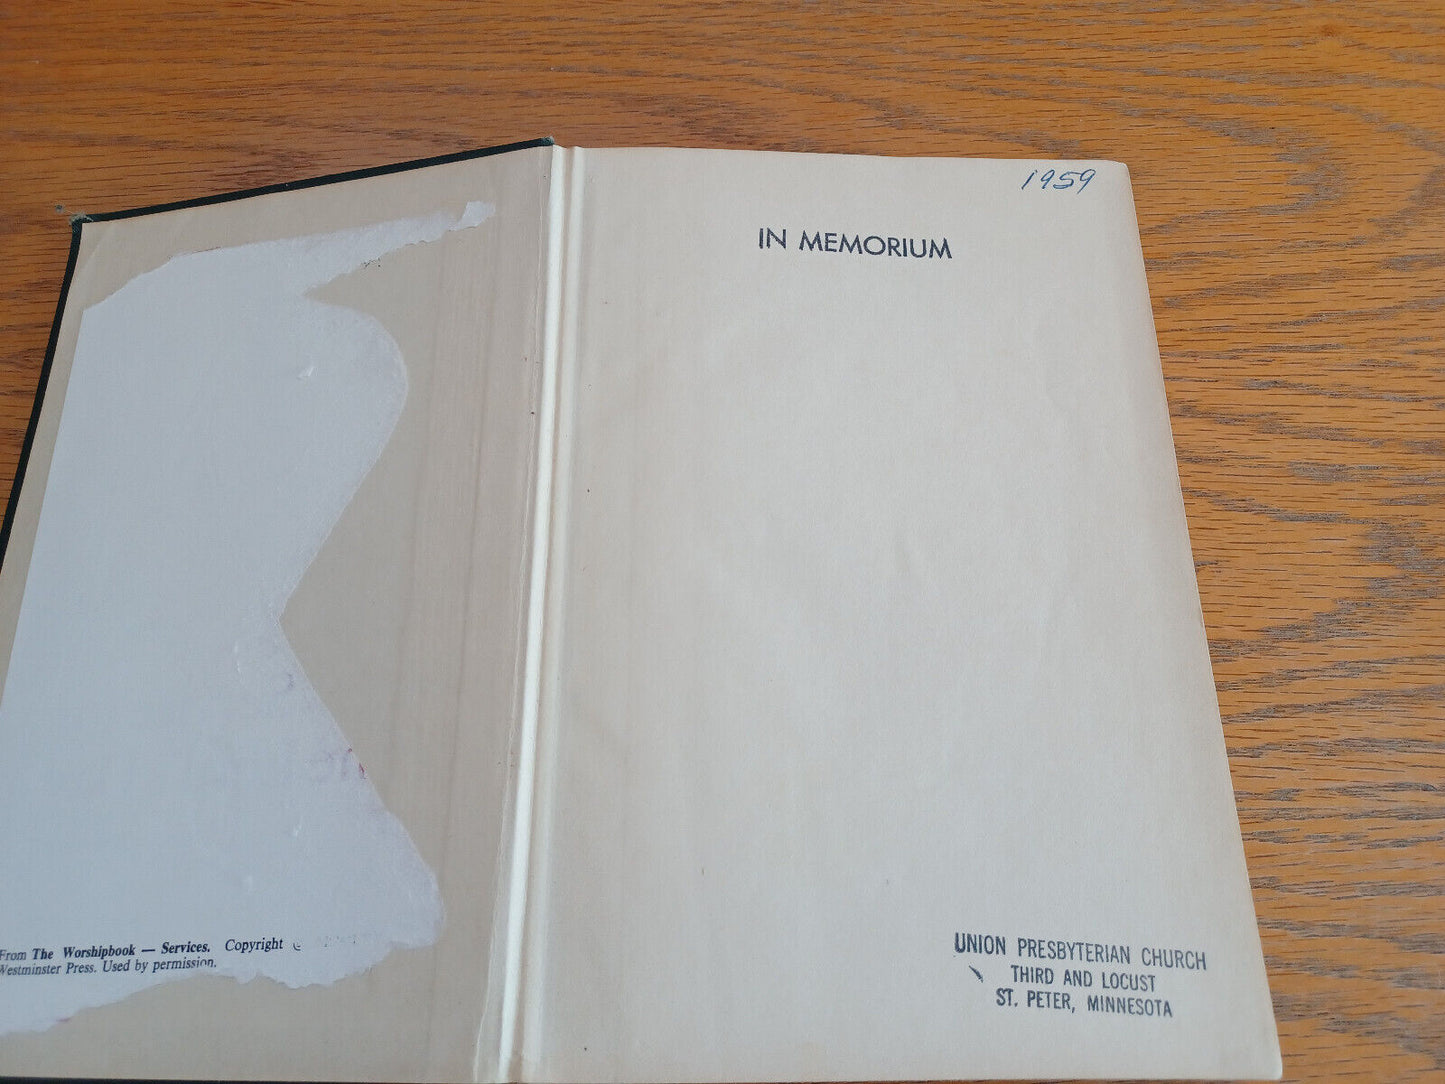 From The Worshipbook — Services. Copyright
Westminster Press. Used by permission.
1959
IN MEMORIUM
UNION PRESBYTERIAN CHURCH
THIRD AND LOCUST
ST. PETER, MINNESOTA